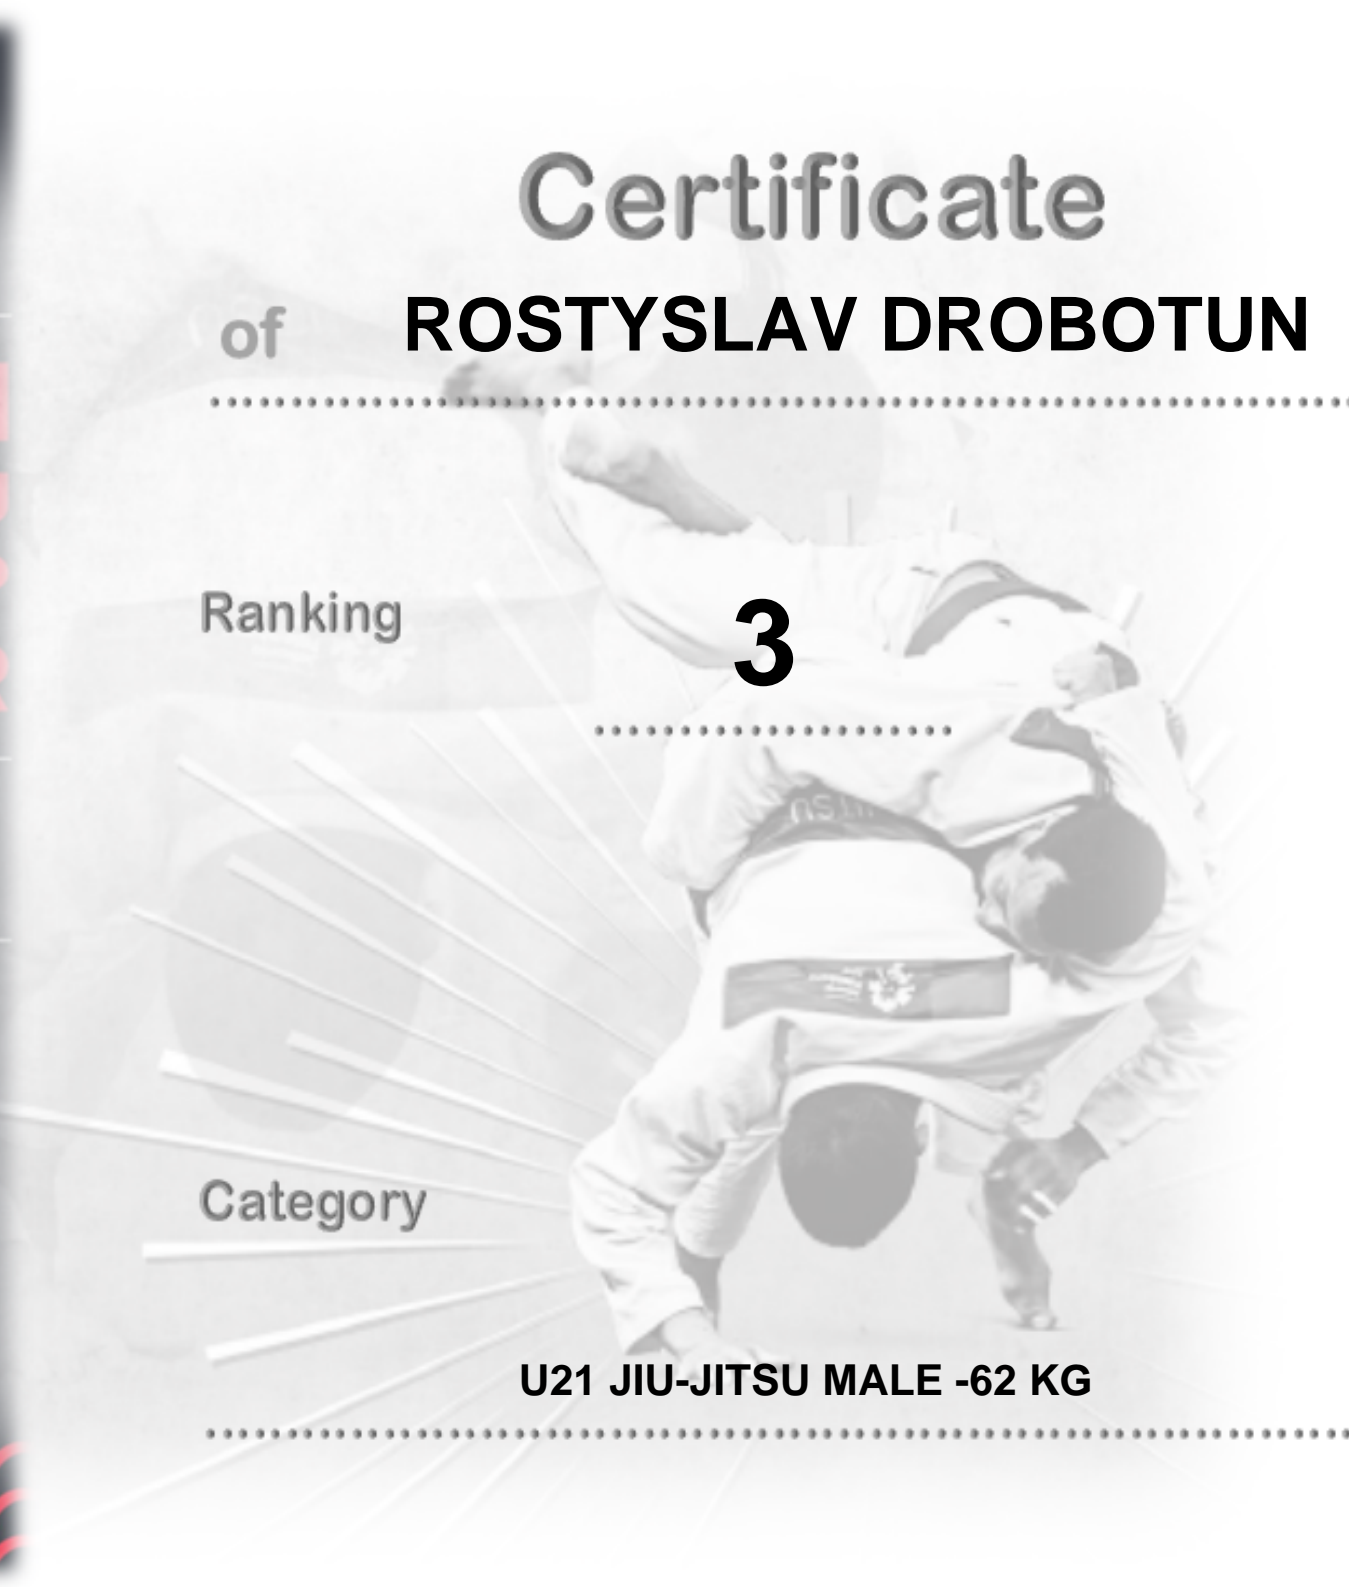 Certificate
of ROSTYSLAV DROBOTUN
Ranking
3
Category
U21 JIU-JITSU MALE -62 KG